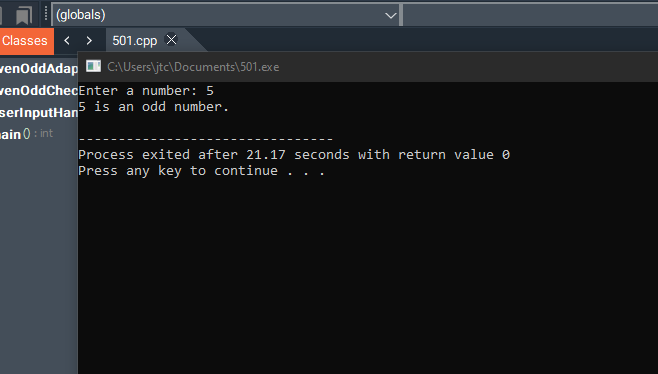 (globals)
Classes
501.cpp
C:\Users\jtc\Documents\501.exe
venOddAdap
Enter a number: 5
venOddChec
5 is an odd number.
serInputHan
ain() : int
--------------------------------
Process exited after 21.17 seconds with return value 0
Press any key to continue . . .